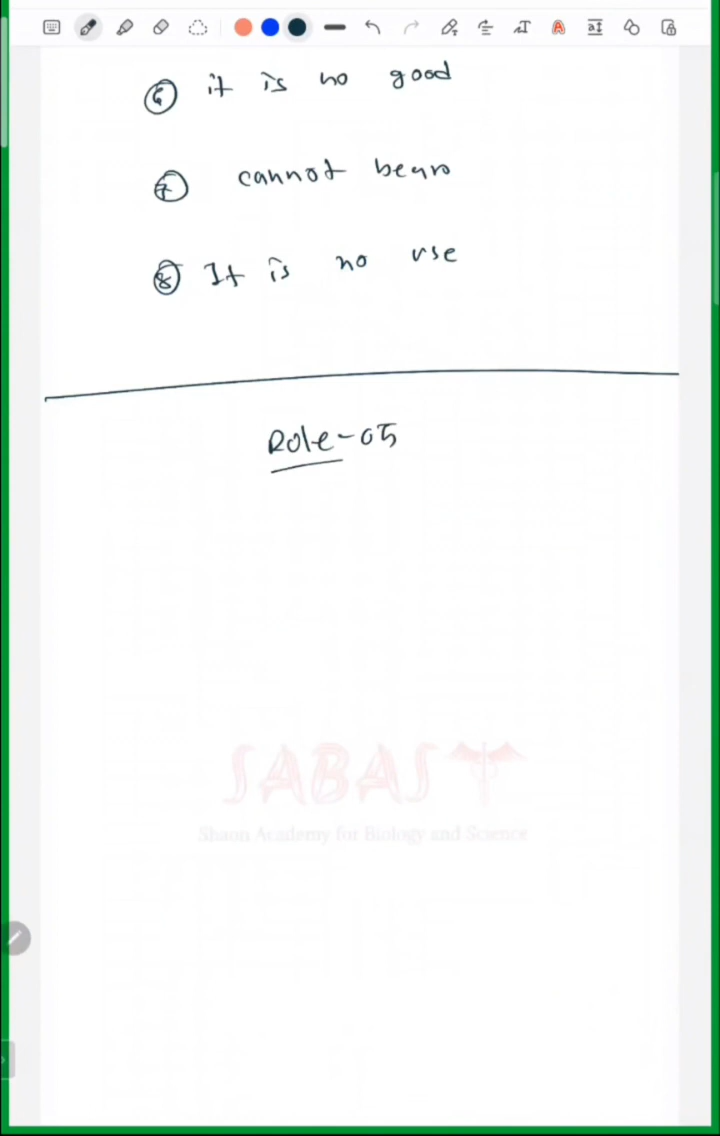 ⑥ it is no good
⑦ cannot bear
⑧ It is no use
Role-05
SABAS
Shaon Academy for Biology and Science